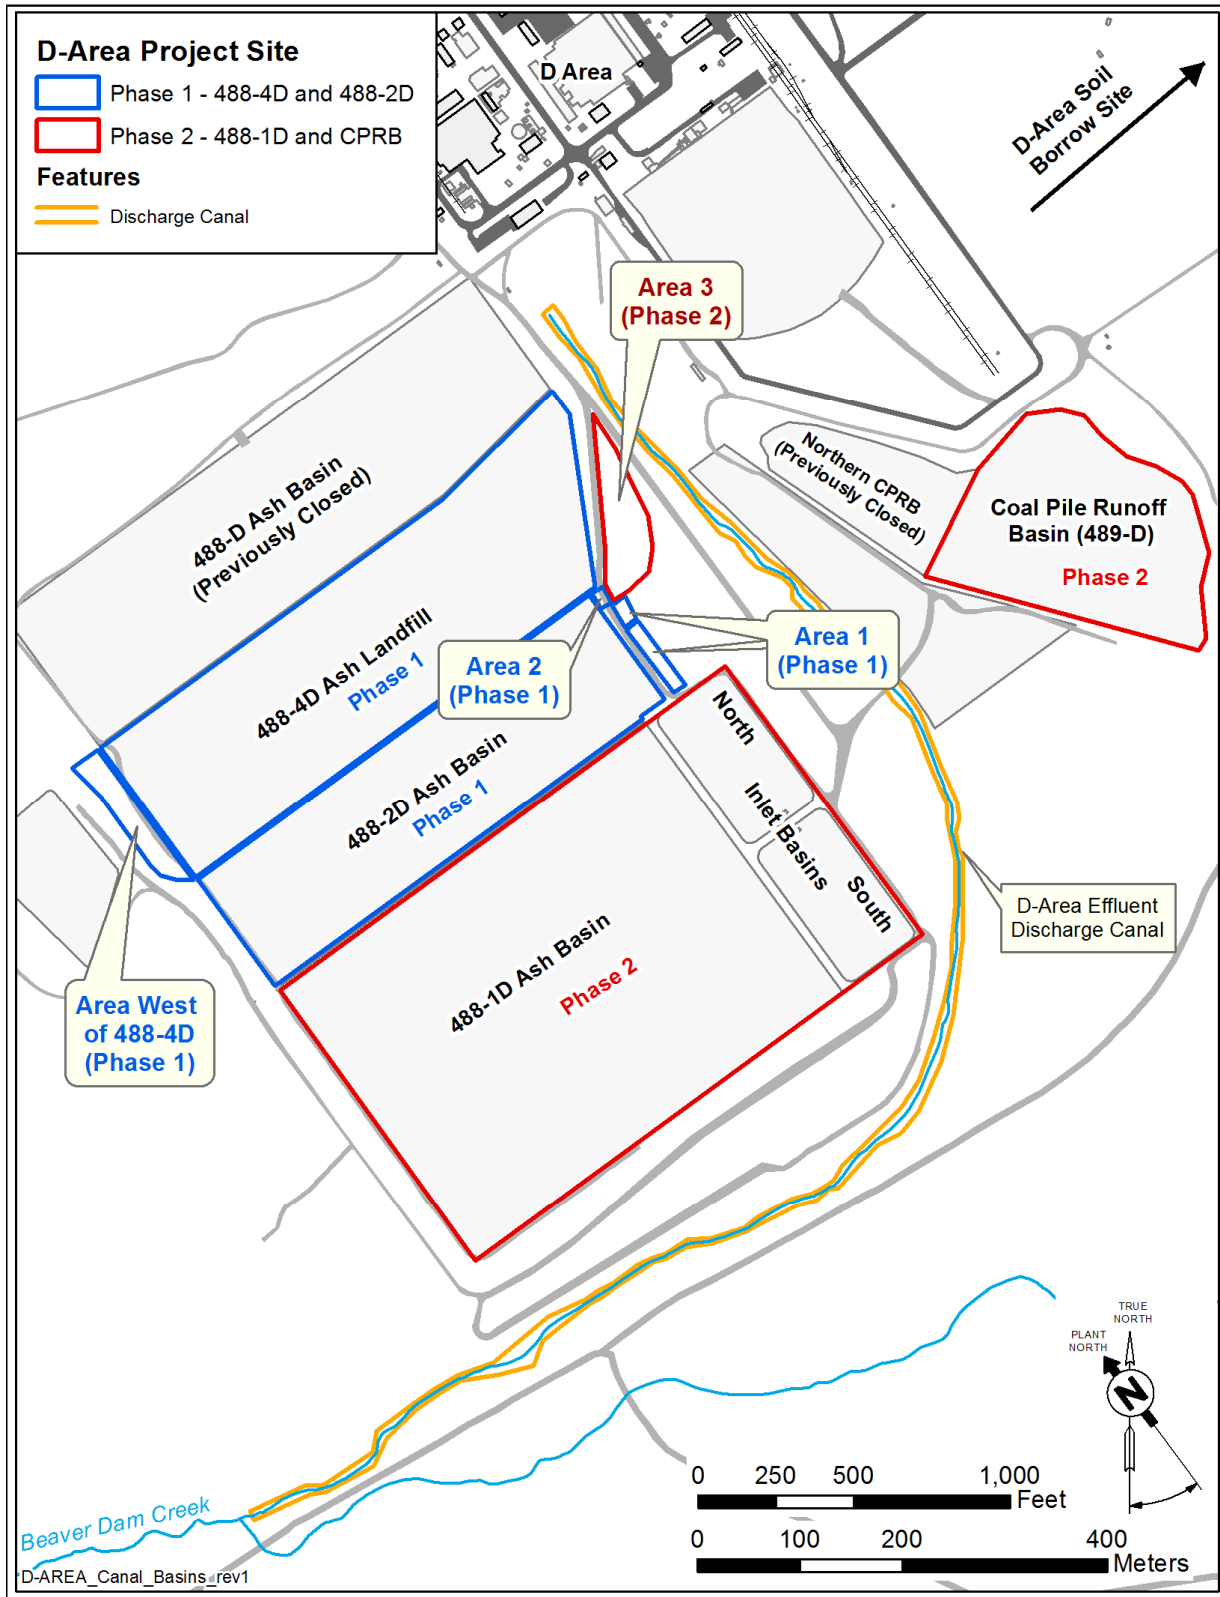 D-Area Project Site
Phase 1 - 488-4D and 488-2D
Phase 2 - 488-1D and CPRB
Features
Discharge Canal
D Area
D-Area Soil
Borrow Site
Area 3
(Phase 2)
488-D Ash Basin
(Previously Closed)
Northern CPRB
(Previously Closed)
Coal Pile Runoff
Basin (489-D)
Phase 2
488-4D Ash Landfill
Phase 1
Area 2
(Phase 1)
Area 1
(Phase 1)
488-2D Ash Basin
Phase 1
North
Inlet Basins
South
D-Area Effluent
Discharge Canal
488-1D Ash Basin
Phase 2
Area West
of 488-4D
(Phase 1)
TRUE
NORTH
PLANT
NORTH
N
0 250 500 1,000
Feet
0 100 200 400
Meters
Beaver Dam Creek
D-AREA_Canal_Basins_rev1